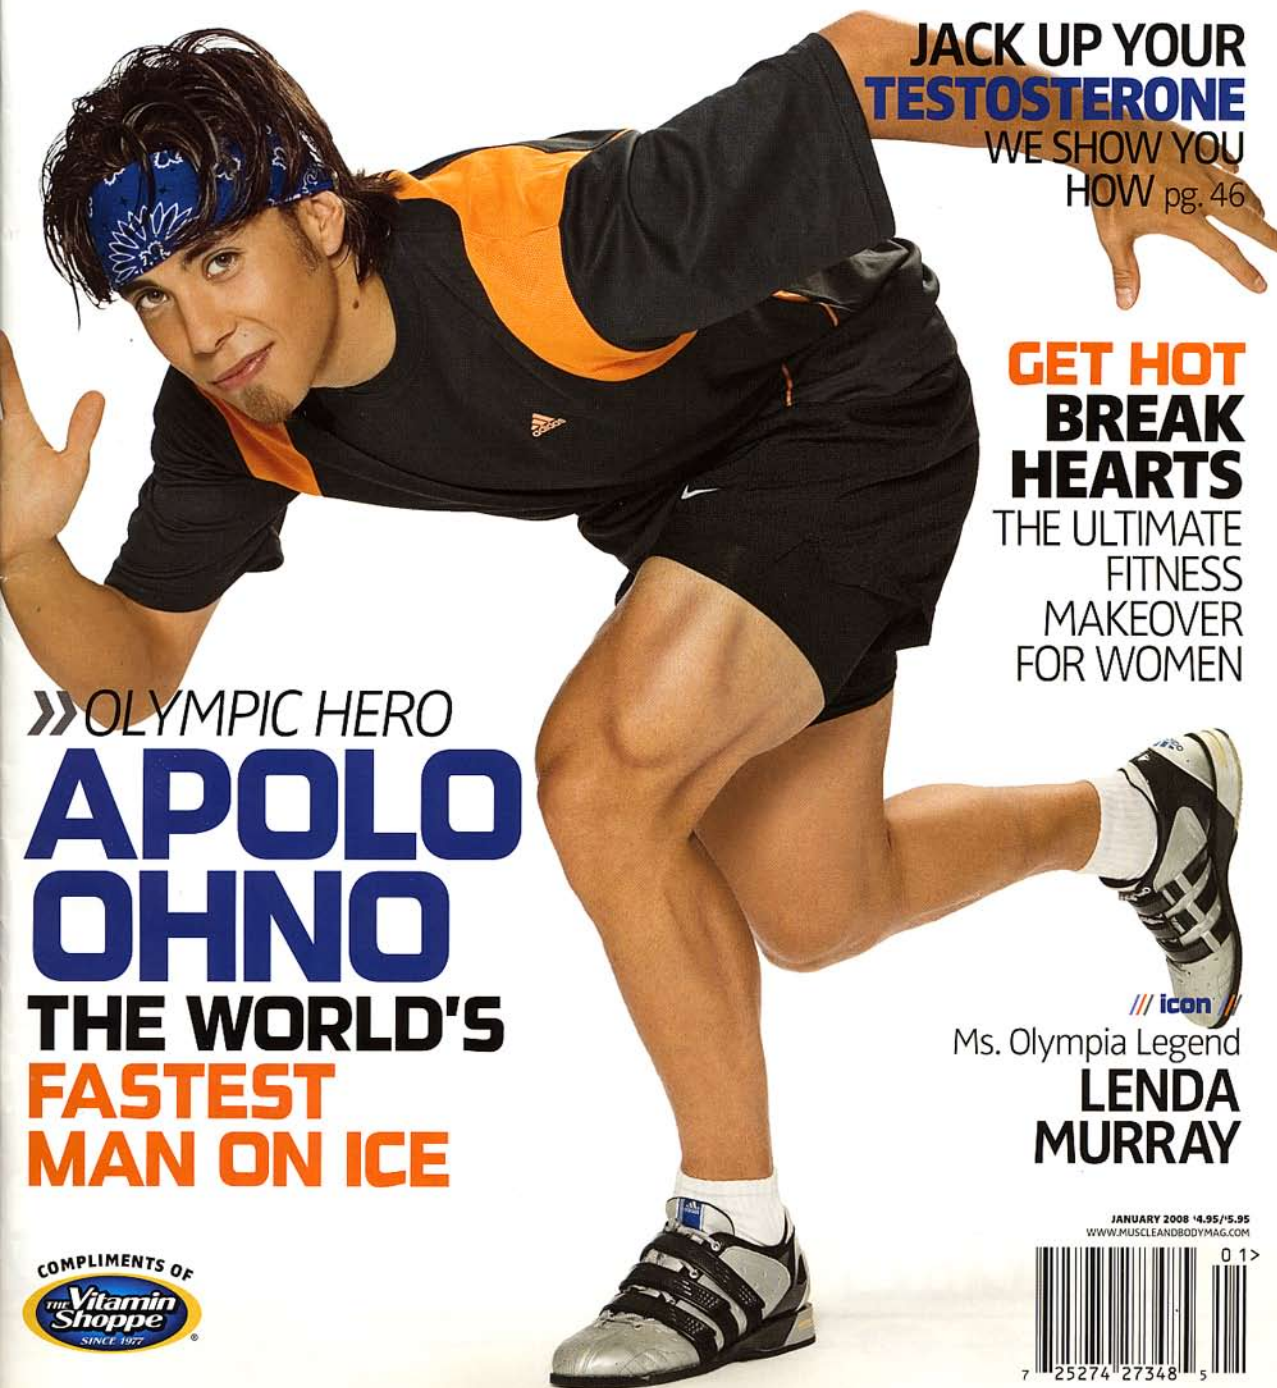 JACK UP YOUR
TESTOSTERONE
WE SHOW YOU
HOW pg. 46
adidas
GET HOT
BREAK
HEARTS
THE ULTIMATE
FITNESS
MAKEOVER
FOR WOMEN
»OLYMPIC HERO
APOLO
OHNO
THE WORLD'S
FASTEST
MAN ON ICE
/// icon //
Ms. Olympia Legend
LENDA
MURRAY
JANUARY 2008 $4.95/$5.95
WWW.MUSCLEANDBODYMAG.COM
0 1>
7 25274 27348 5
COMPLIMENTS OF
THE Vitamin
Shoppe
SINCE 1977
®